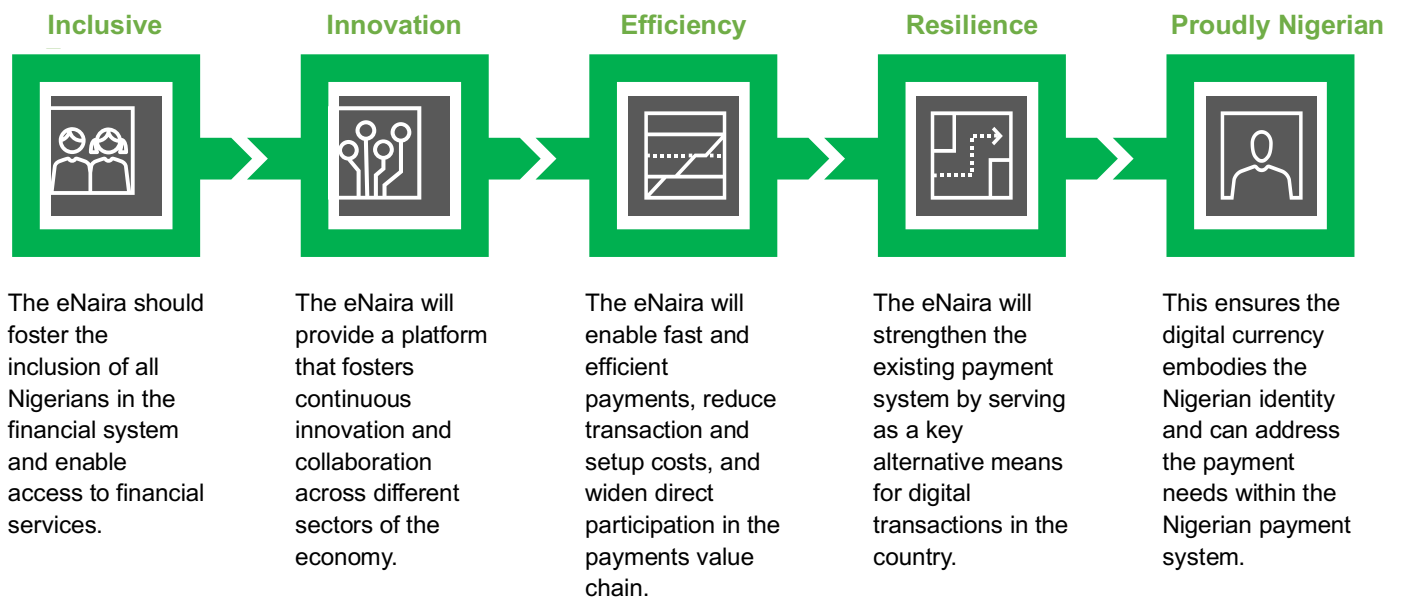 Inclusive
The eNaira should
foster the
inclusion of all
Nigerians in the
financial system
and enable
access to financial
services.
Innovation
The eNaira will
provide a platform
that fosters
continuous
innovation and
collaboration
across different
sectors of the
economy.
Efficiency
The eNaira will
enable fast and
efficient
payments, reduce
transaction and
setup costs, and
widen direct
participation in the
payments value
chain.
Resilience
The eNaira will
strengthen the
existing payment
system by serving
as a key
alternative means
for digital
transactions in the
country.
Proudly Nigerian
This ensures the
digital currency
embodies the
Nigerian identity
and can address
the payment
needs within the
Nigerian payment
system.